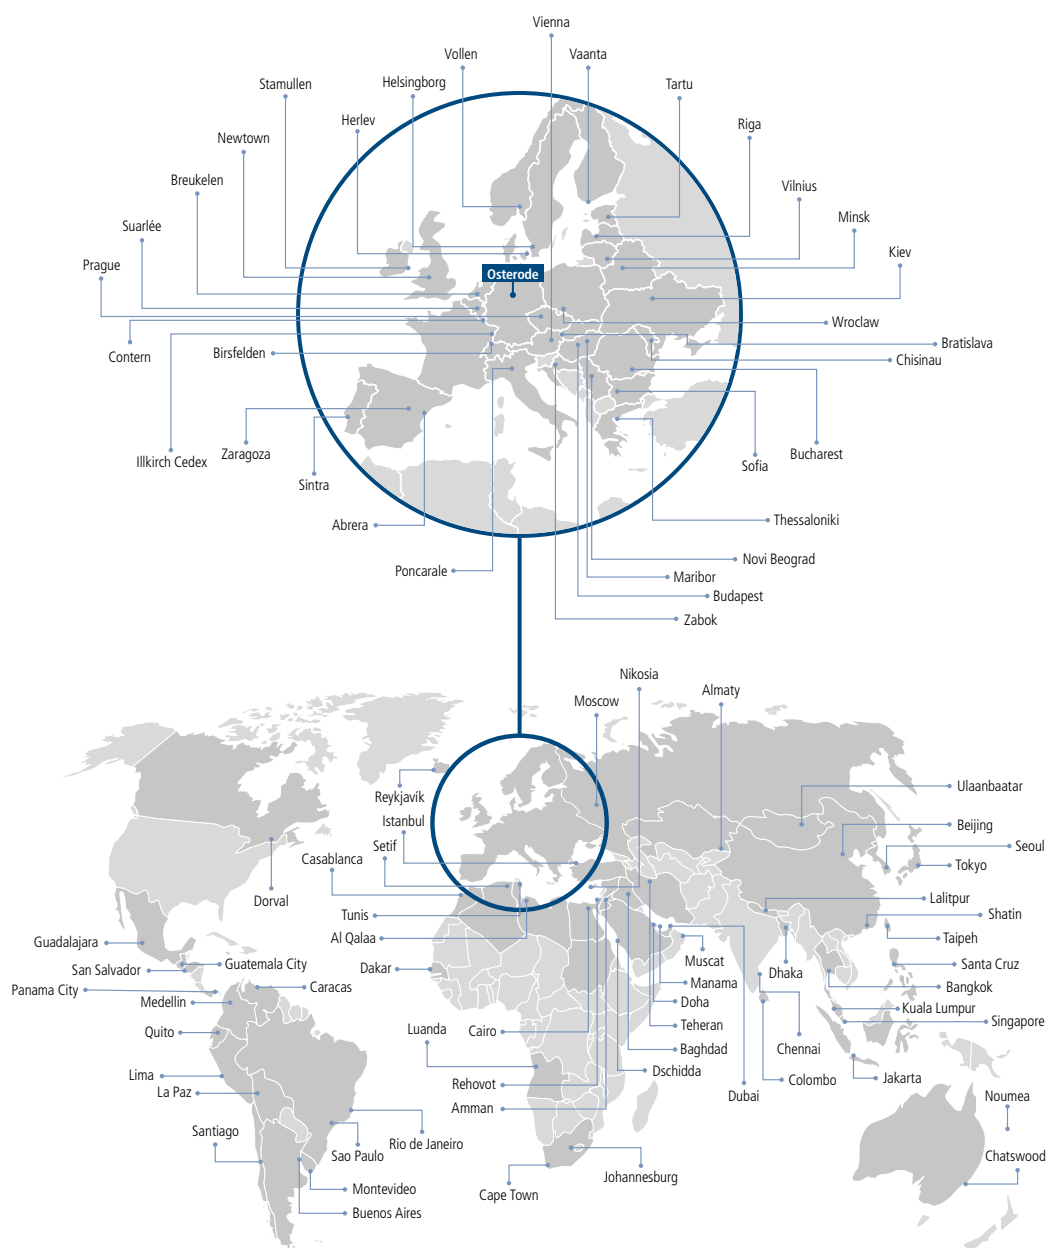 Vienna
Vollen
Vaanta
Stamullen
Helsingborg
Tartu
Herlev
Riga
Newtown
Breukelen
Vilnius
Suarlée
Minsk
Prague
Kiev
Osterode
Wroclaw
Contern
Birsfelden
Bratislava
Chisinau
Illkirch Cedex
Zaragoza
Sofia
Bucharest
Sintra
Abrera
Thessaloniki
Poncarale
Novi Beograd
Maribor
Budapest
Zabok
Nikosia
Moscow
Almaty
Reykjavík
Ulaanbaatar
Istanbul
Beijing
Setif
Seoul
Casablanca
Tokyo
Dorval
Lalitpur
Tunis
Shatin
Guadalajara
Al Qalaa
Taipeh
Guatemala City
Muscat
Santa Cruz
San Salvador
Dakar
Dhaka
Panama City
Caracas
Manama
Bangkok
Medellin
Doha
Kuala Lumpur
Quito
Luanda
Cairo
Teheran
Singapore
Baghdad
Chennai
Lima
Dschidda
Jakarta
La Paz
Rehovot
Colombo
Dubai
Noumea
Amman
Santiago
Rio de Janeiro
Sao Paulo
Chatswood
Johannesburg
Montevideo
Cape Town
Buenos Aires